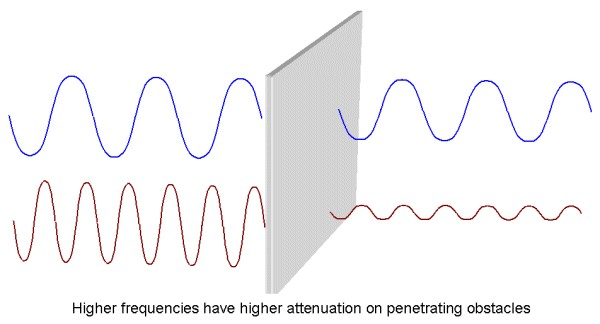 Higher frequencies have higher attenuation on penetrating obstacles